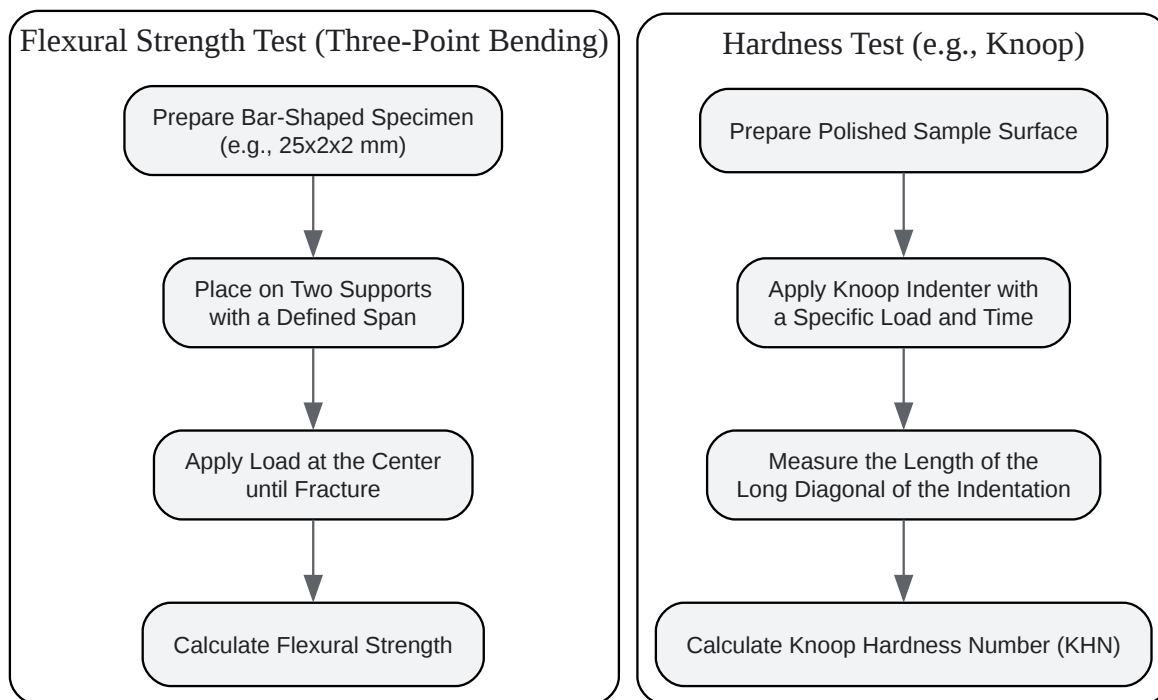 Flexural Strength Test (Three-Point Bending)
Prepare Bar-Shaped Specimen
(e.g., 25x2x2 mm)
Place on Two Supports
with a Defined Span
Apply Load at the Center
until Fracture
Calculate Flexural Strength
Hardness Test (e.g., Knoop)
Prepare Polished Sample Surface
Apply Knoop Indenter with
a Specific Load and Time
Measure the Length of the
Long Diagonal of the Indentation
Calculate Knoop Hardness Number (KHN)